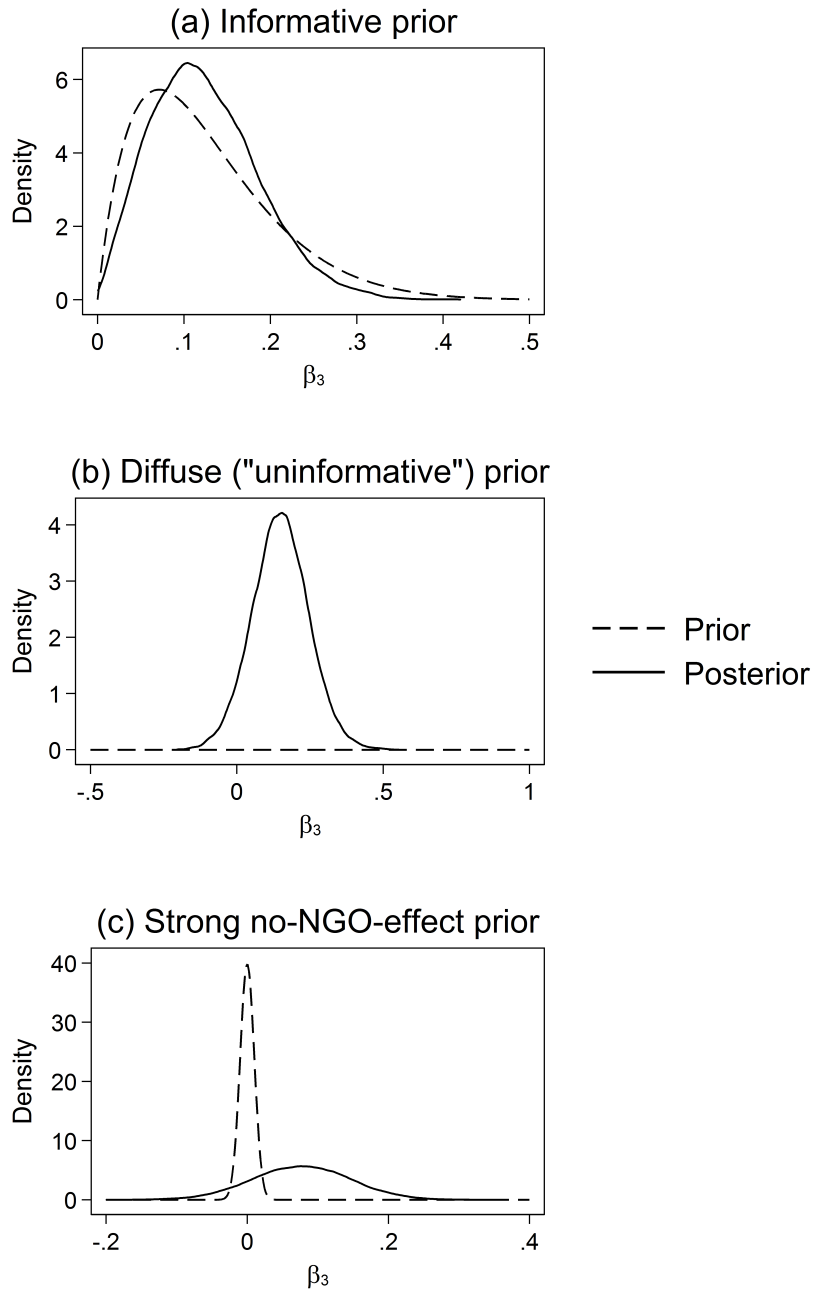 (a) Informative prior
Density
6
4
2
0
0 .1 .2 .3 .4 .5
β₃
(b) Diffuse ("uninformative") prior
Density
4
3
2
1
0
-.5 0 .5 1
β₃
Prior
Posterior
(c) Strong no-NGO-effect prior
Density
40
30
20
10
0
-.2 0 .2 .4
β₃